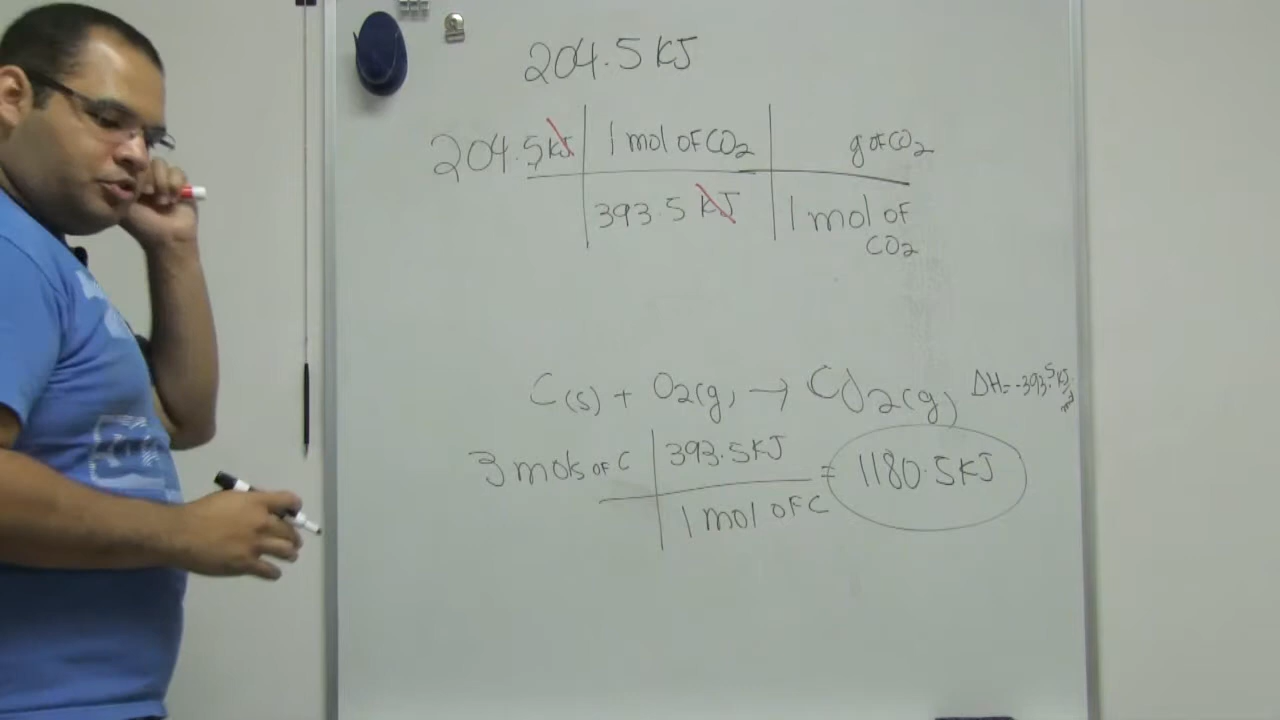 204.5 KJ
204.5 KJ 1 mol OF CO2 g OF CO2
393.5 KJ 1 mol OF
CO2
C(s) + O2(g) → CO2(g) ΔH=-393.5 KJ
3 mols OF C 393.5 KJ = 1180.5 KJ
1 mol OF C